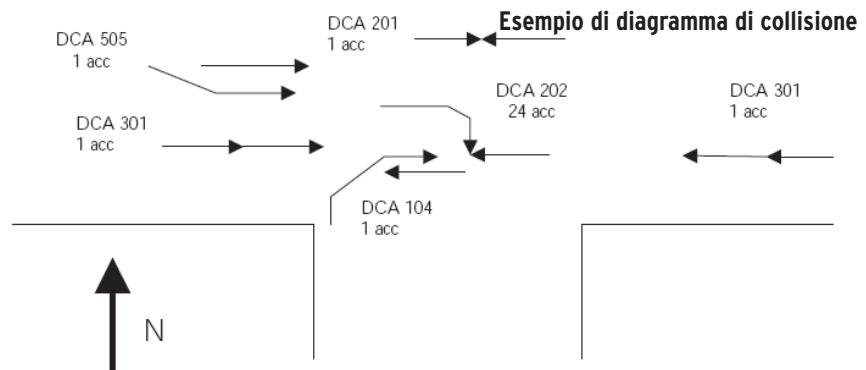 Esempio di diagramma di collisione
DCA 505
1 acc
DCA 201
1 acc
DCA 301
1 acc
DCA 202
24 acc
DCA 301
1 acc
DCA 104
1 acc
N